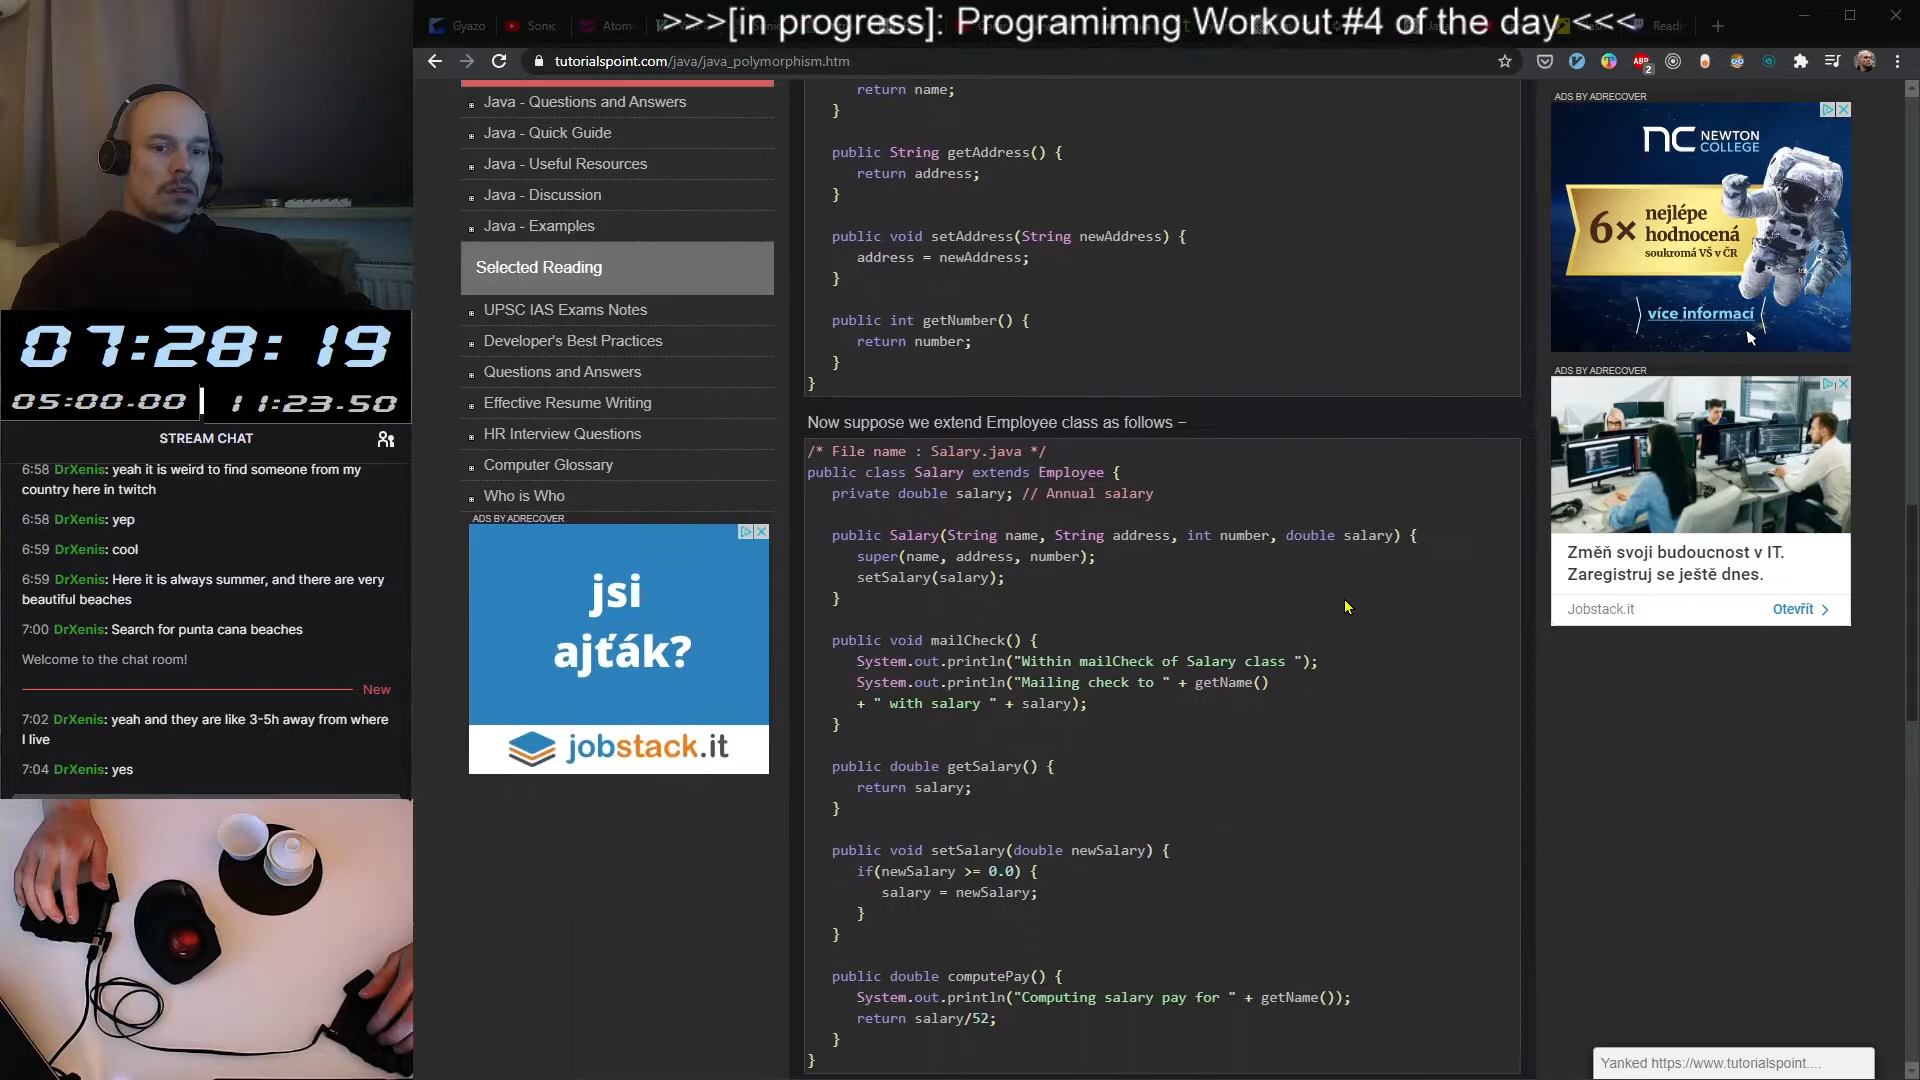 >>>[in progress]: Programimng Workout #4 of the day <<<
Gyazo
Sonic
Atom
Readi
tutorialspoint.com/java/java_polymorphism.htm
ABP
2
07:28:19
05:00.00
11:23.50
STREAM CHAT
6:58 DrXenis: yeah it is weird to find someone from my
country here in twitch
6:58 DrXenis: yep
6:59 DrXenis: cool
6:59 DrXenis: Here it is always summer, and there are very
beautiful beaches
7:00 DrXenis: Search for punta cana beaches
Welcome to the chat room!
New
7:02 DrXenis: yeah and they are like 3-5h away from where
I live
7:04 DrXenis: yes
Java - Questions and Answers
Java - Quick Guide
Java - Useful Resources
Java - Discussion
Java - Examples
Selected Reading
UPSC IAS Exams Notes
Developer's Best Practices
Questions and Answers
Effective Resume Writing
HR Interview Questions
Computer Glossary
Who is Who
ADS BY ADRECOVER
jsi
ajťák?
jobstack.it
return name;
}
public String getAddress() {
return address;
}
public void setAddress(String newAddress) {
address = newAddress;
}
public int getNumber() {
return number;
}
}
Now suppose we extend Employee class as follows −
/* File name : Salary.java */
public class Salary extends Employee {
private double salary; // Annual salary
public Salary(String name, String address, int number, double salary) {
super(name, address, number);
setSalary(salary);
}
public void mailCheck() {
System.out.println("Within mailCheck of Salary class ");
System.out.println("Mailing check to " + getName()
+ " with salary " + salary);
}
public double getSalary() {
return salary;
}
public void setSalary(double newSalary) {
if(newSalary >= 0.0) {
salary = newSalary;
}
}
public double computePay() {
System.out.println("Computing salary pay for " + getName());
return salary/52;
}
}
ADS BY ADRECOVER
NC NEWTON
COLLEGE
6× nejlépe
hodnocená
soukromá VŠ v ČR
více informací
ADS BY ADRECOVER
Změň svoji budoucnost v IT.
Zaregistruj se ještě dnes.
Jobstack.it
Otevřít
Yanked https://www.tutorialspoint....